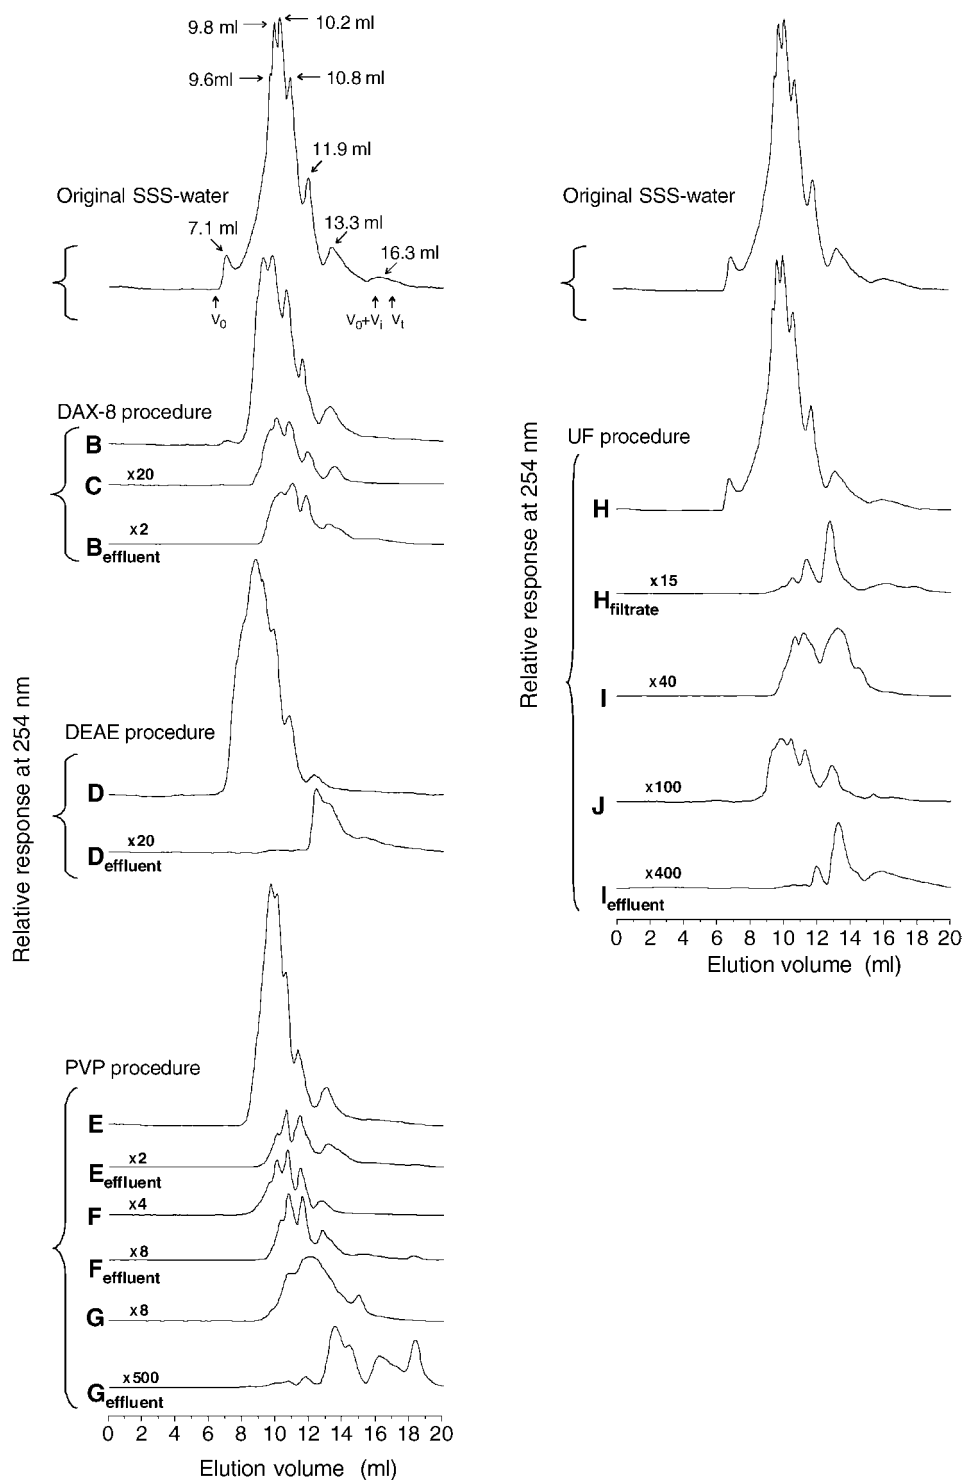 9.8 ml
10.2 ml
9.6ml
10.8 ml
11.9 ml
Original SSS-water
7.1 ml
13.3 ml
16.3 ml
V0
V0+Vi
Vt
DAX-8 procedure
B
C
x20
Beffluent
x2
DEAE procedure
D
Deffluent
x20
PVP procedure
E
Eeffluent
x2
F
x4
Feffluent
x8
G
x8
Geffluent
x500
0 2 4 6 8 10 12 14 16 18 20
Elution volume (ml)
Relative response at 254 nm
Original SSS-water
UF procedure
H
Hfiltrate
x15
I
x40
J
x100
Ieffluent
x400
0 2 4 6 8 10 12 14 16 18 20
Elution volume (ml)
Relative response at 254 nm